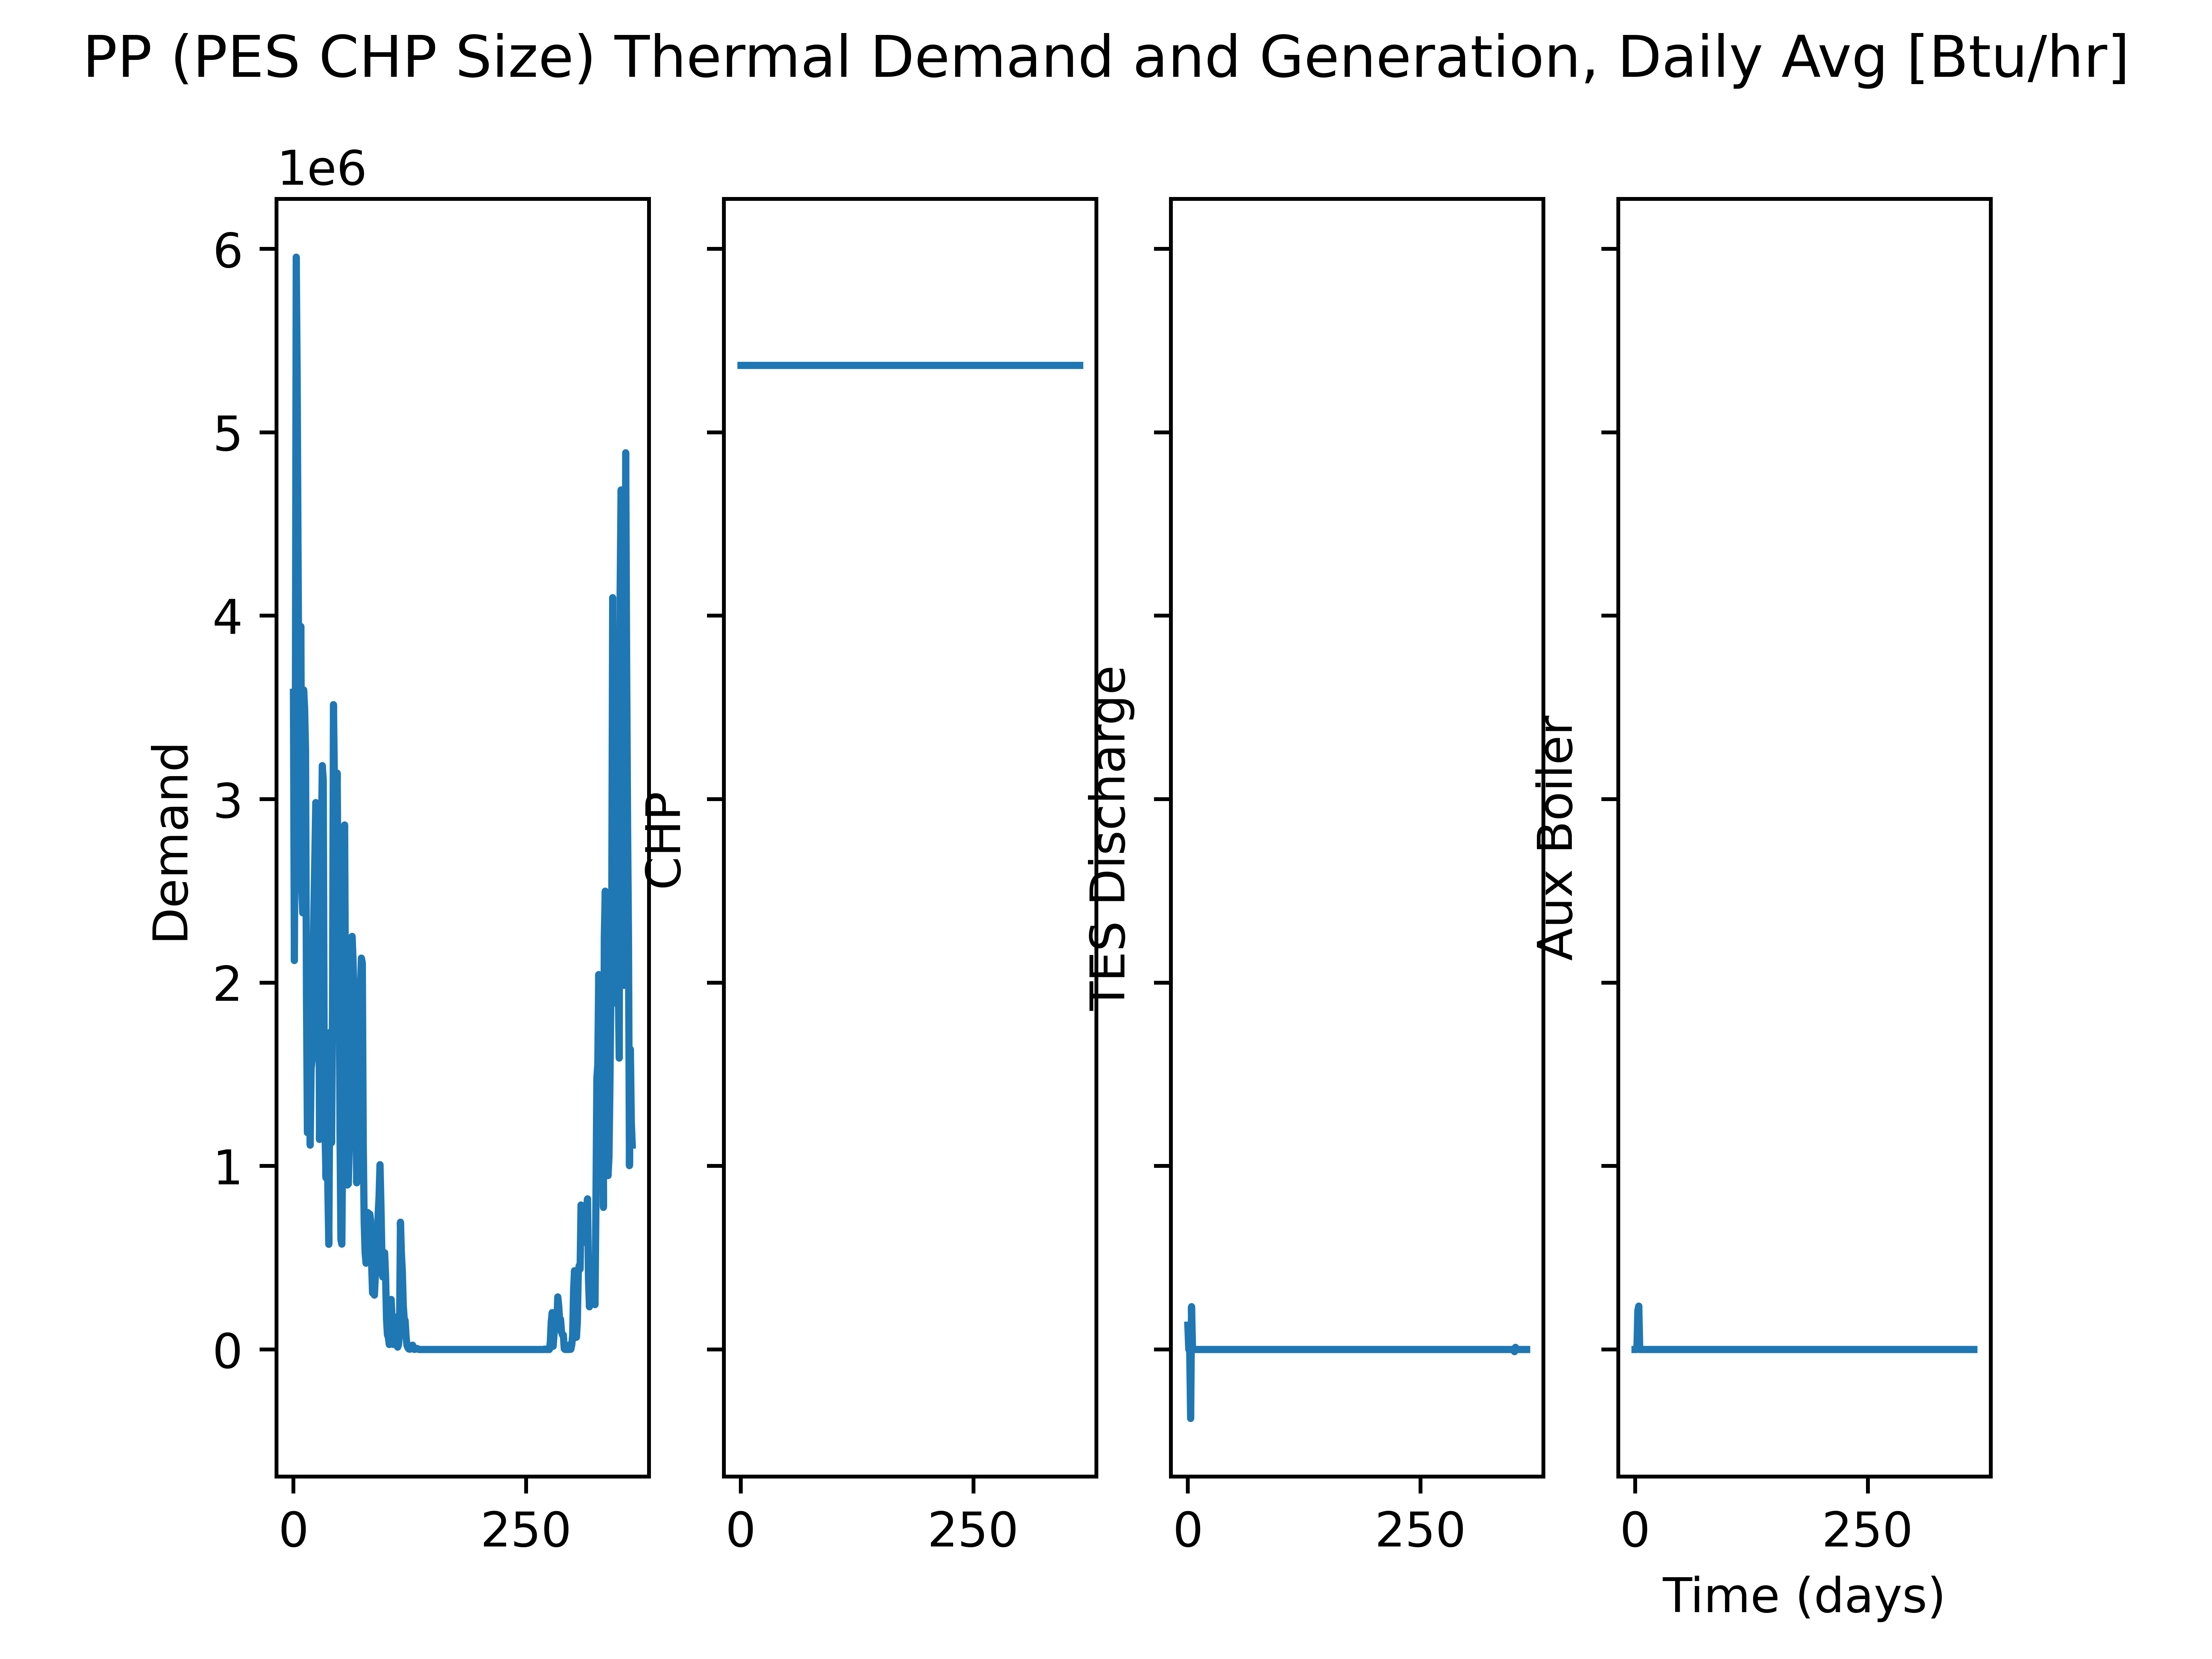 PP (PES CHP Size) Thermal Demand and Generation, Daily Avg [Btu/hr]
1e6
6
5
4
3
2
1
0
Demand
CHP
TES Discharge
Aux Boiler
0 250 0 250 0 250 0 250
Time (days)